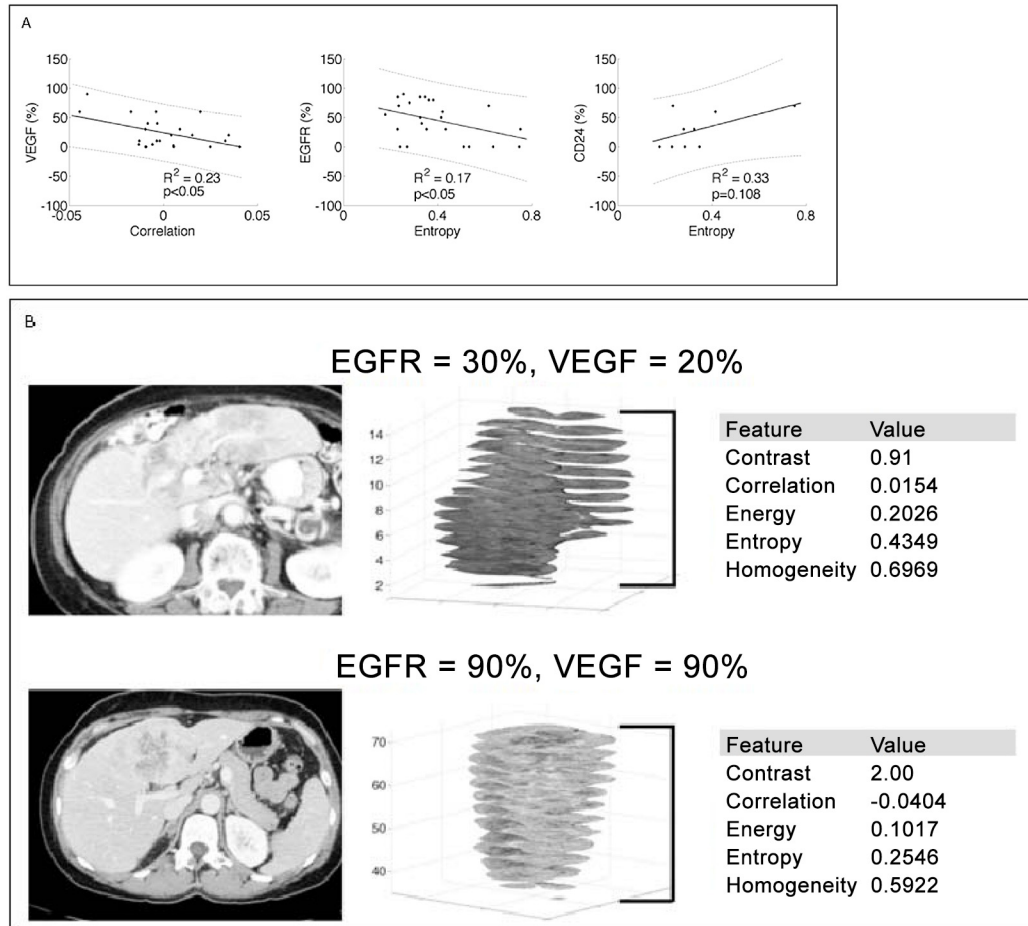 A
150
100
50
0
-50
-100
VEGF (%)
-0.05
0
0.05
Correlation
R² = 0.23
p<0.05
150
100
50
0
-50
-100
EGFR (%)
0
0.4
0.8
Entropy
R² = 0.17
p<0.05
150
100
50
0
-50
-100
CD24 (%)
0
0.4
0.8
Entropy
R² = 0.33
p=0.108
B
EGFR = 30%, VEGF = 20%
14
12
10
8
6
4
2
Feature Value
Contrast 0.91
Correlation 0.0154
Energy 0.2026
Entropy 0.4349
Homogeneity 0.6969
EGFR = 90%, VEGF = 90%
70
60
50
40
Feature Value
Contrast 2.00
Correlation -0.0404
Energy 0.1017
Entropy 0.2546
Homogeneity 0.5922